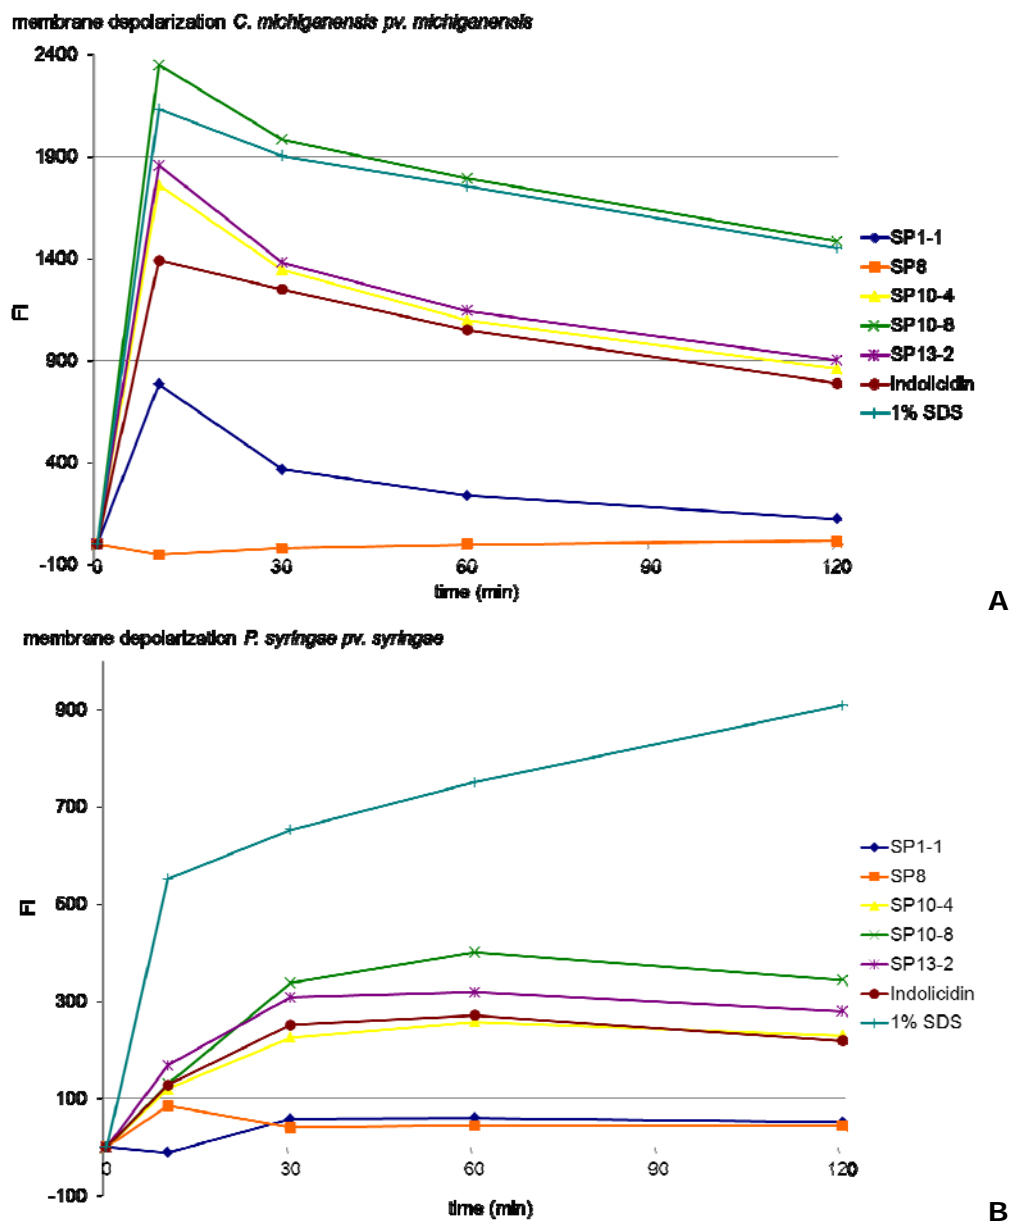 membrane depolarization C. michiganensis pv. michiganensis
2400
1900
1400
900
400
-100
FI
0
30
60
90
120
time (min)
SP1-1
SP8
SP10-4
SP10-8
SP13-2
Indolicidin
1% SDS
A
membrane depolarization P. syringae pv. syringae
900
700
500
300
100
-100
FI
0
30
60
90
120
time (min)
SP1-1
SP8
SP10-4
SP10-8
SP13-2
Indolicidin
1% SDS
B